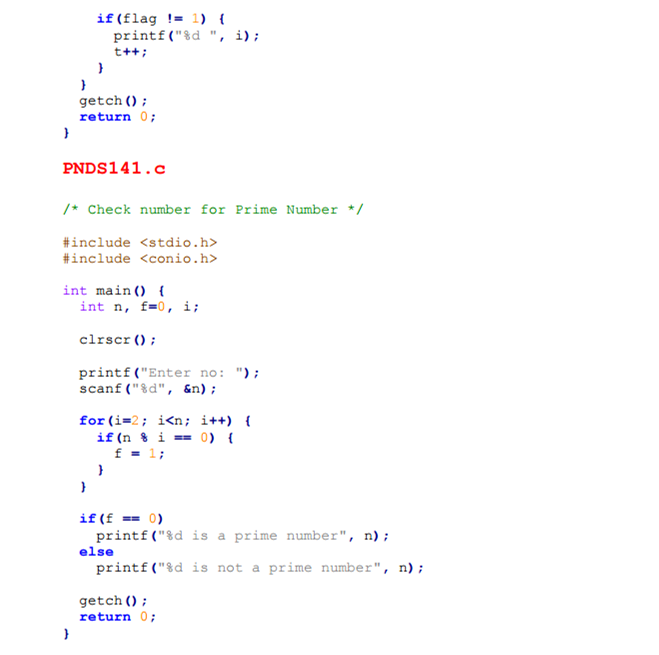 if(flag != 1) {
printf("%d ", i);
t++;
}
}
getch();
return 0;
}
PNDS141.c
/* Check number for Prime Number */
#include <stdio.h>
#include <conio.h>
int main() {
int n, f=0, i;
clrscr();
printf("Enter no: ");
scanf("%d", &n);
for(i=2; i<n; i++) {
if(n % i == 0) {
f = 1;
}
}
if(f == 0)
printf("%d is a prime number", n);
else
printf("%d is not a prime number", n);
getch();
return 0;
}